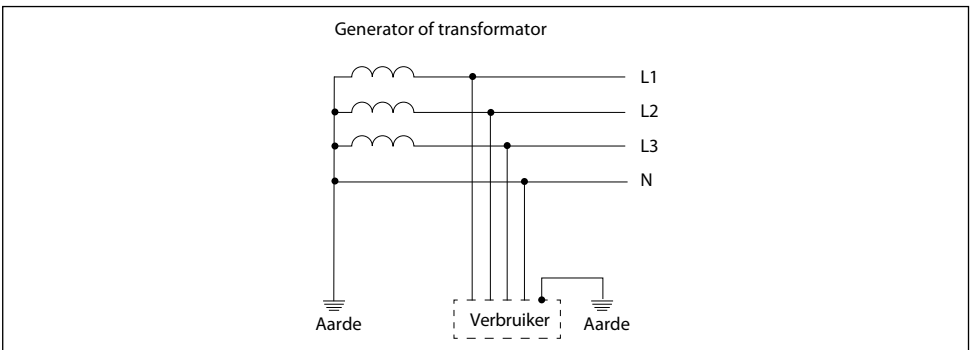 Generator of transformator
L1
L2
L3
N
Aarde
Verbruiker
Aarde